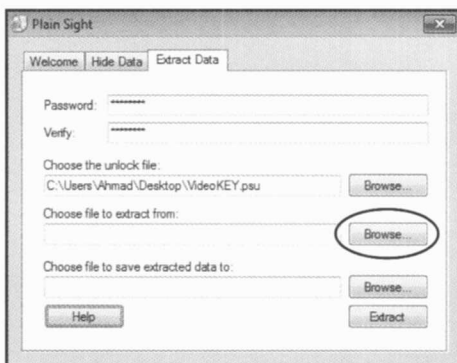 Plain Sight
Welcome Hide Data Extract Data
Password: ********
Verify: ********
Choose the unlock file:
C:\Users\Ahmad\Desktop\VideoKEY.psu Browse...
Choose file to extract from:
Browse...
Choose file to save extracted data to:
Browse...
Help Extract